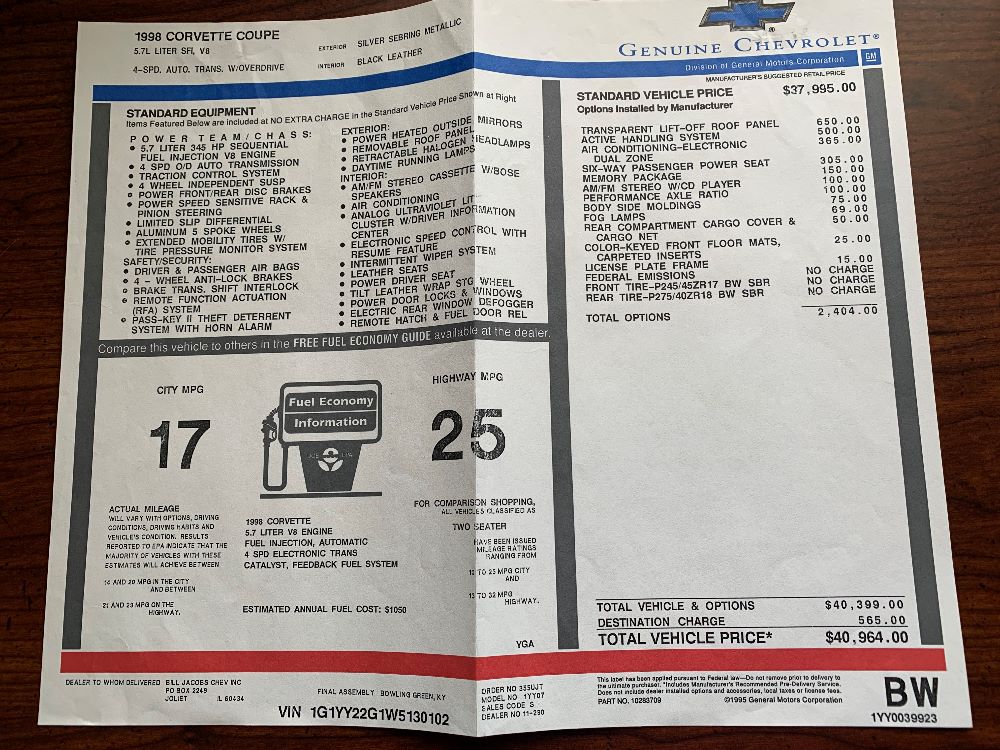 1998 CORVETTE COUPE
5.7L LITER SFI, V8
4-SPD. AUTO. TRANS. W/OVERDRIVE
EXTERIOR SILVER SEBRING METALLIC
INTERIOR BLACK LEATHER
GENUINE CHEVROLET®
Division of General Motors Corporation
GM
STANDARD EQUIPMENT
Items Featured Below are included at NO EXTRA CHARGE in the Standard Vehicle Price Shown at Right
POWER TEAM/CHASS:
• 5.7 LITER 345 HP SEQUENTIAL
FUEL INJECTION V8 ENGINE
• 4 SPD O/D AUTO TRANSMISSION
• TRACTION CONTROL SYSTEM
• 4 WHEEL INDEPENDENT SUSP
• POWER FRONT/REAR DISC BRAKES
• POWER SPEED SENSITIVE RACK &
PINION STEERING
• LIMITED SLIP DIFFERENTIAL
• ALUMINUM 5 SPOKE WHEELS
• EXTENDED MOBILITY TIRES W/
TIRE PRESSURE MONITOR SYSTEM
SAFETY/SECURITY:
• DRIVER & PASSENGER AIR BAGS
• 4 - WHEEL ANTI-LOCK BRAKES
• BRAKE TRANS. SHIFT INTERLOCK
• REMOTE FUNCTION ACTUATION
(RFA) SYSTEM
• PASS-KEY II THEFT DETERRENT
SYSTEM WITH HORN ALARM
EXTERIOR:
• POWER HEATED OUTSIDE MIRRORS
• REMOVABLE ROOF PANEL
• RETRACTABLE HALOGEN HEADLAMPS
• DAYTIME RUNNING LAMPS
INTERIOR:
• AM/FM STEREO CASSETTE W/BOSE
SPEAKERS
• AIR CONDITIONING
• ANALOG ULTRAVIOLET LIT
CLUSTER W/DRIVER INFORMATION
CENTER
• ELECTRONIC SPEED CONTROL WITH
RESUME FEATURE
• INTERMITTENT WIPER SYSTEM
• LEATHER SEATS
• POWER DRIVER SEAT
• TILT LEATHER WRAP STG WHEEL
• POWER DOOR LOCKS & WINDOWS
• ELECTRIC REAR WINDOW DEFOGGER
• REMOTE HATCH & FUEL DOOR REL
MANUFACTURER'S SUGGESTED RETAIL PRICE
STANDARD VEHICLE PRICE $37,995.00
Options Installed by Manufacturer
TRANSPARENT LIFT-OFF ROOF PANEL 650.00
ACTIVE HANDLING SYSTEM 500.00
AIR CONDITIONING-ELECTRONIC 365.00
DUAL ZONE
SIX-WAY PASSENGER POWER SEAT 305.00
MEMORY PACKAGE 150.00
AM/FM STEREO W/CD PLAYER 100.00
PERFORMANCE AXLE RATIO 100.00
BODY SIDE MOLDINGS 75.00
FOG LAMPS 69.00
REAR COMPARTMENT CARGO COVER & 50.00
CARGO NET
COLOR-KEYED FRONT FLOOR MATS, 25.00
CARPETED INSERTS
LICENSE PLATE FRAME 15.00
FEDERAL EMISSIONS NO CHARGE
FRONT TIRE-P245/45ZR17 BW SBR NO CHARGE
REAR TIRE-P275/40ZR18 BW SBR NO CHARGE
TOTAL OPTIONS 2,404.00
Compare this vehicle to others in the FREE FUEL ECONOMY GUIDE available at the dealer.
CITY MPG
17
Fuel Economy
Information
HIGHWAY MPG
25
ACTUAL MILEAGE
WILL VARY WITH OPTIONS, DRIVING
CONDITIONS, DRIVING HABITS AND
VEHICLE'S CONDITION. RESULTS
REPORTED TO EPA INDICATE THAT THE
MAJORITY OF VEHICLES WITH THESE
ESTIMATES WILL ACHIEVE BETWEEN
14 AND 20 MPG IN THE CITY
AND BETWEEN
21 AND 29 MPG ON THE
HIGHWAY.
1998 CORVETTE
5.7 LITER V8 ENGINE
FUEL INJECTION, AUTOMATIC
4 SPD ELECTRONIC TRANS
CATALYST, FEEDBACK FUEL SYSTEM
ESTIMATED ANNUAL FUEL COST: $1050
FOR COMPARISON SHOPPING,
ALL VEHICLES CLASSIFIED AS
TWO SEATER
HAVE BEEN ISSUED
MILEAGE RATINGS
RANGING FROM
TO 25 MPG CITY
AND
TO 32 MPG
HIGHWAY.
YGA
TOTAL VEHICLE & OPTIONS $40,399.00
DESTINATION CHARGE 565.00
TOTAL VEHICLE PRICE* $40,964.00
DEALER TO WHOM DELIVERED BILL JACOBS CHEV INC
PO BOX 2249
JOLIET IL 60434
FINAL ASSEMBLY BOWLING GREEN, KY
VIN 1G1YY22G1W5130102
ORDER NO 355UJT
MODEL NO 1YY07
SALES CODE S
DEALER NO 11-230
This label has been applied pursuant to Federal law—Do not remove prior to delivery to
the ultimate purchaser. *Includes Manufacturer's Recommended Pre-Delivery Service.
Does not include dealer installed options and accessories, local taxes or license fees.
PART NO. 10283709 ©1995 General Motors Corporation
BW
1YY0039923